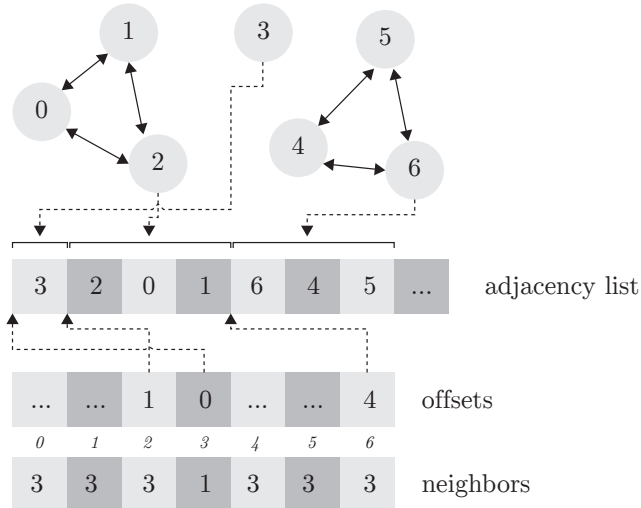 1 3 5
0 4
2 6
3 2 0 1 6 4 5 ... adjacency list
... ... 1 0 ... ... 4 offsets
0 1 2 3 4 5 6
3 3 3 1 3 3 3 neighbors